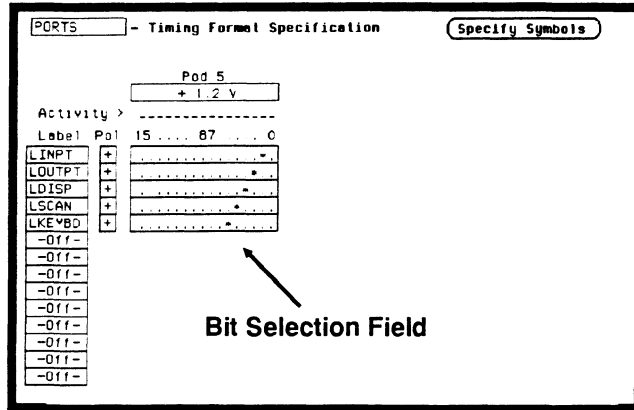 PORTS - Timing Format Specification Specify Symbols
Pod 5
+ 1.2 V
Activity > ________________
Label Pol 15 .... 87 .... 0
LINPT + ..............*.
LOUTPT + .............*..
LDISP + ............*...
LSCAN + ...........*....
LKEYBD + ..........*.....
-Off-
-Off-
-Off-
-Off-
-Off-
-Off-
-Off-
-Off-
-Off-
Bit Selection Field